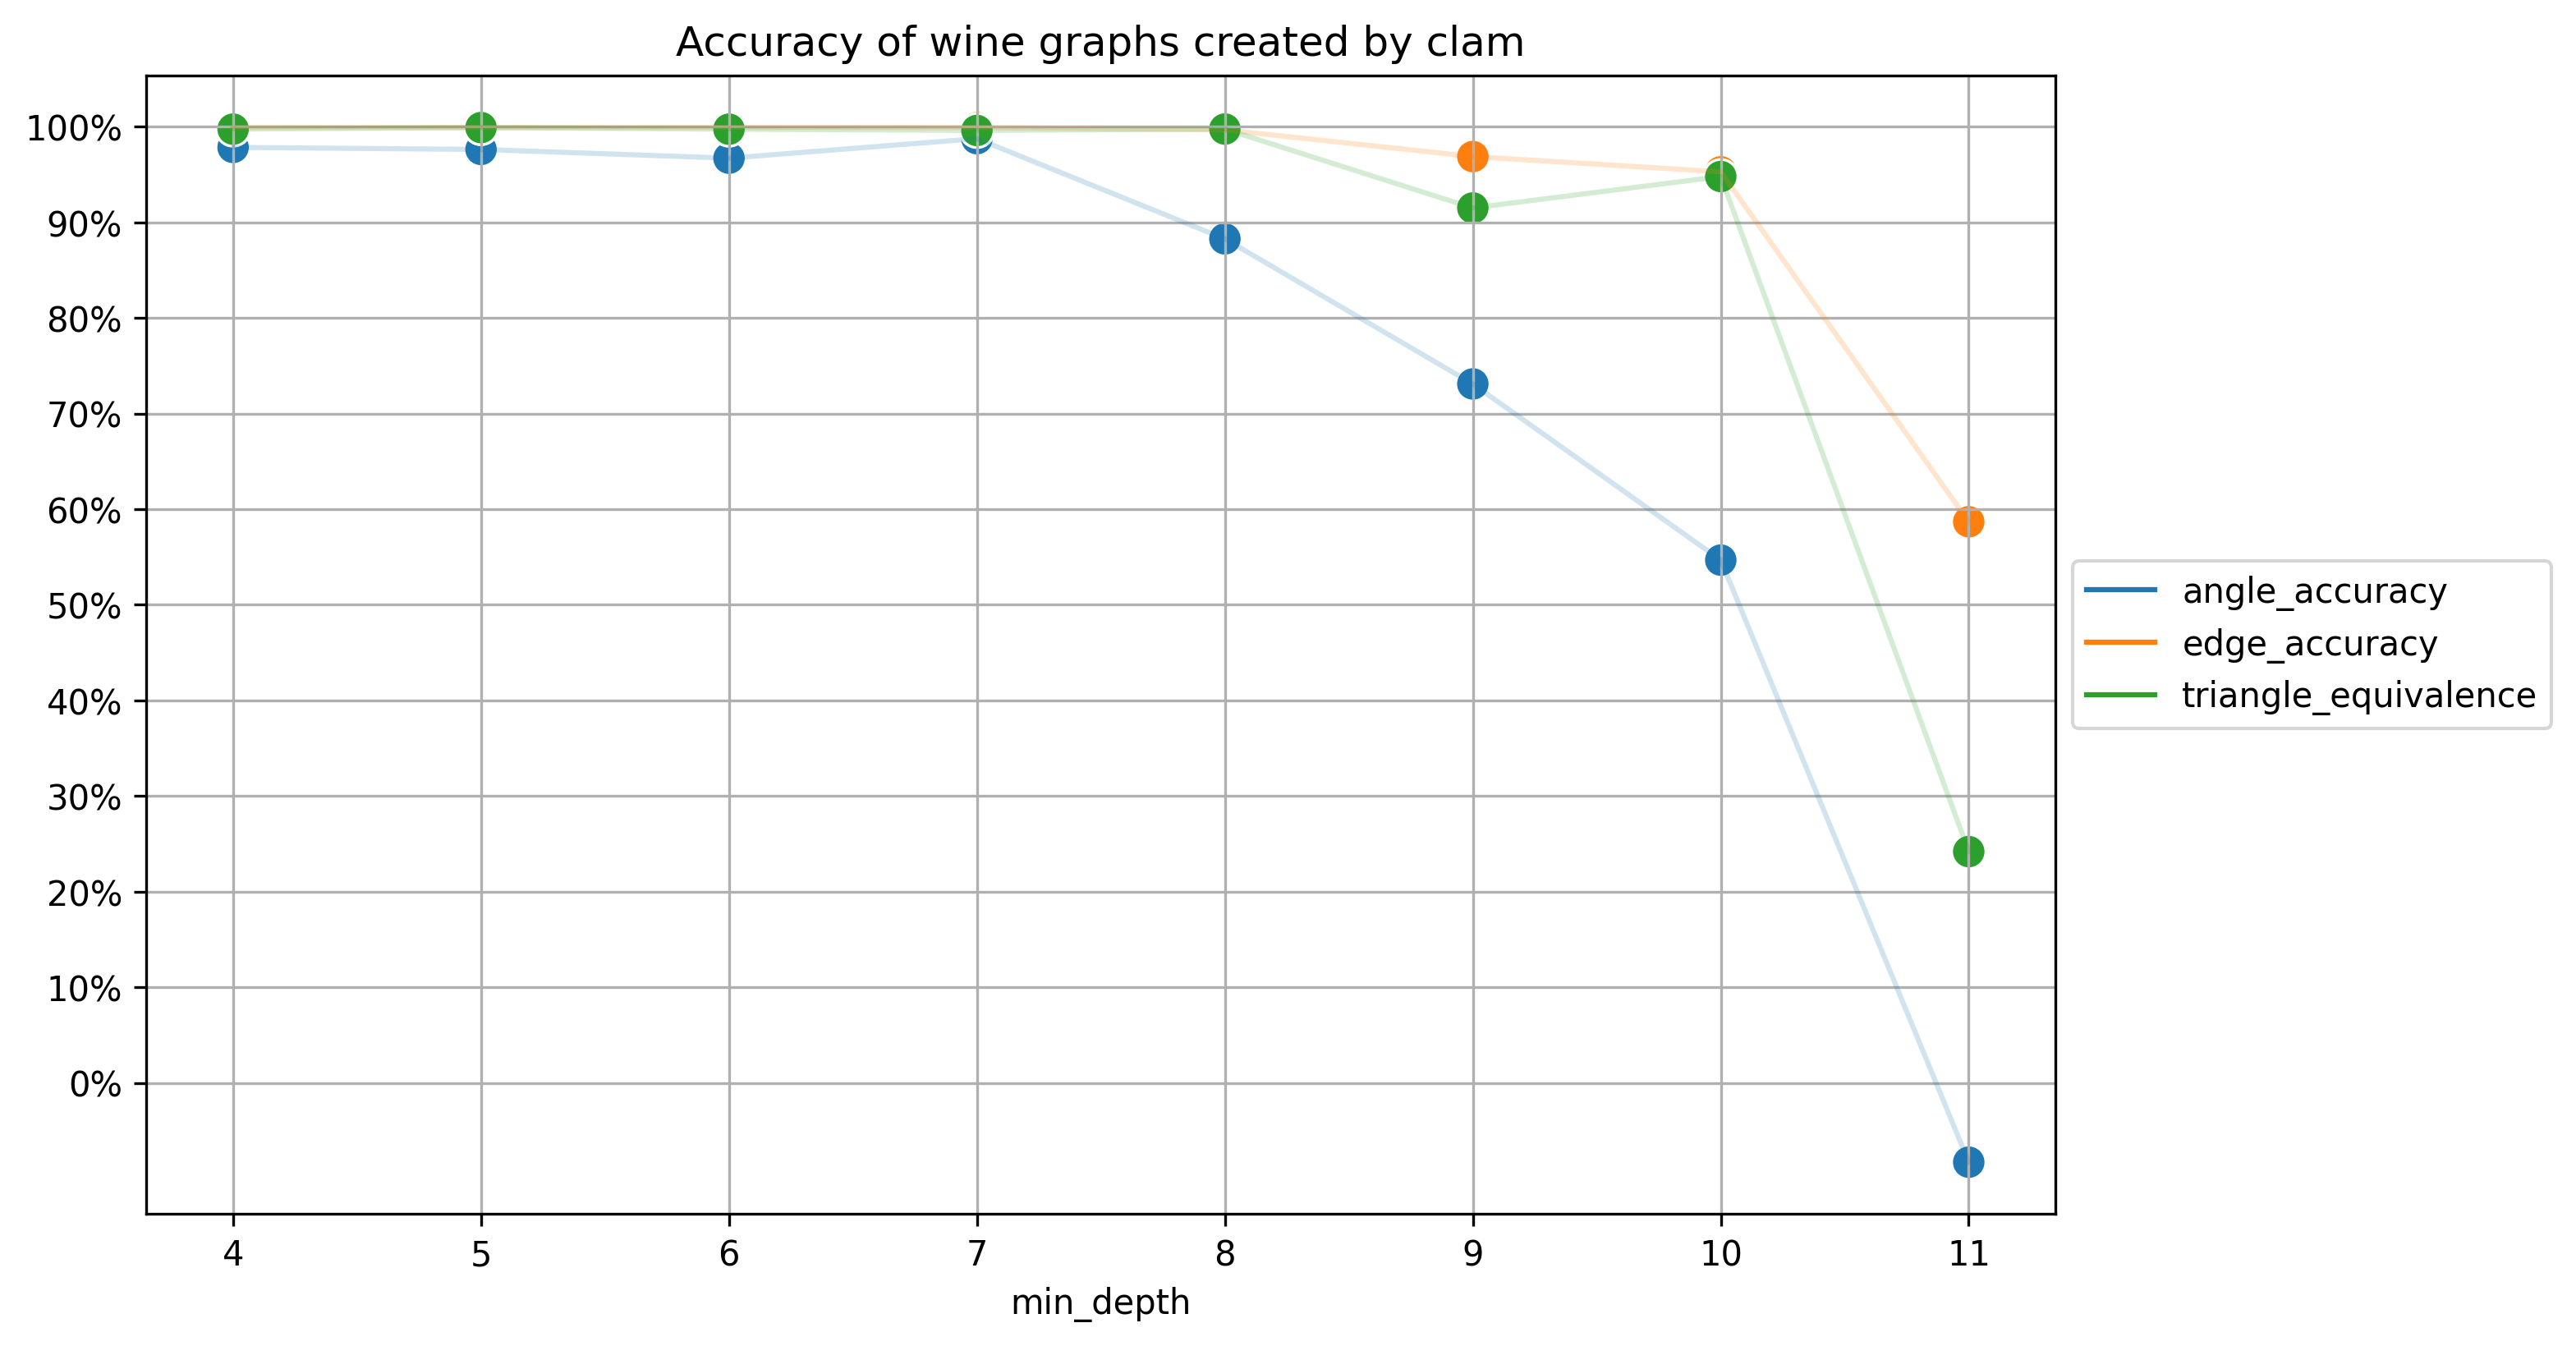 Accuracy of wine graphs created by clam
100%
90%
80%
70%
60%
50%
40%
30%
20%
10%
0%
4 5 6 7 8 9 10 11
min_depth
angle_accuracy
edge_accuracy
triangle_equivalence